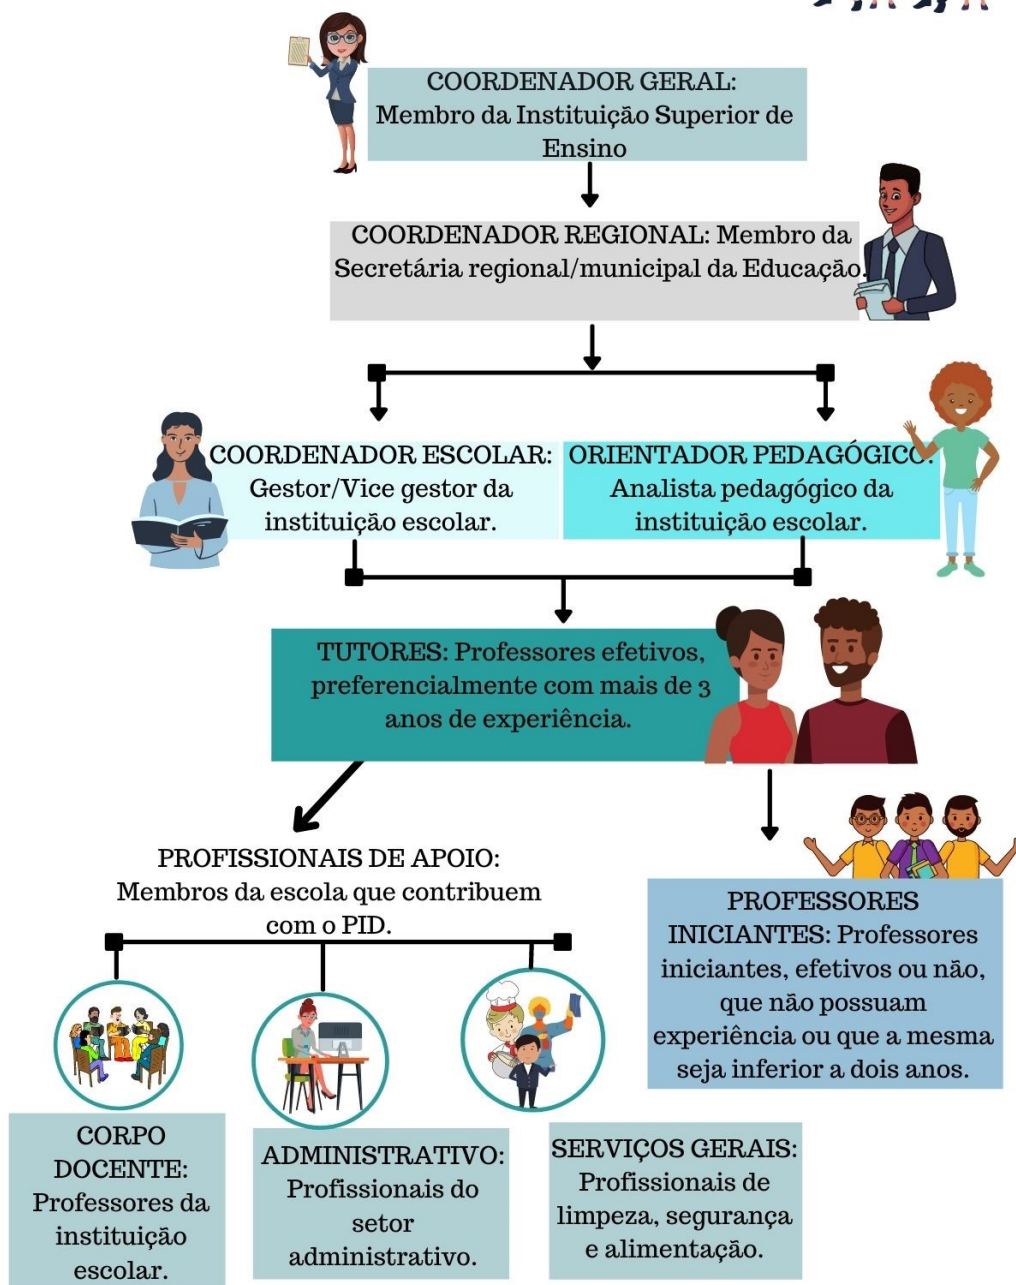 COORDENADOR GERAL:
Membro da Instituição Superior de
Ensino
COORDENADOR REGIONAL: Membro da
Secretária regional/municipal da Educação.
COORDENADOR ESCOLAR:
Gestor/Vice gestor da
instituição escolar.
ORIENTADOR PEDAGÓGICO:
Analista pedagógico da
instituição escolar.
TUTORES: Professores efetivos,
preferencialmente com mais de 3
anos de experiência.
PROFISSIONAIS DE APOIO:
Membros da escola que contribuem
com o PID.
PROFESSORES
INICIANTES: Professores
iniciantes, efetivos ou não,
que não possuam
experiência ou que a mesma
seja inferior a dois anos.
CORPO
DOCENTE:
Professores da
instituição
escolar.
ADMINISTRATIVO:
Profissionais do
setor
administrativo.
SERVIÇOS GERAIS:
Profissionais de
limpeza, segurança
e alimentação.